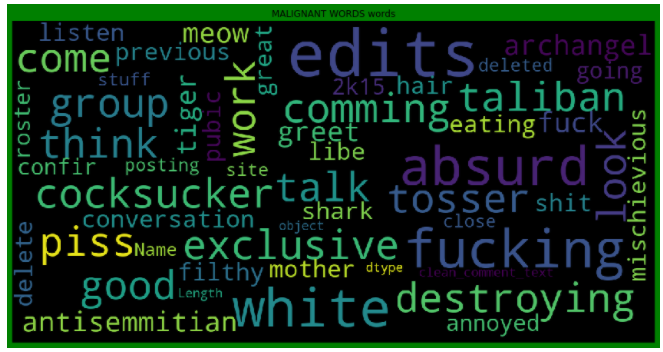 MALIGNANT WORDS words
listen
previous
meow
great
edits
archangel
come
stuff
deleted
going
roster
group
tiger
pubic
work
2k15
hair
comming
taliban
think
greet
eating
fuck
look
mischievious
confir
posting
site
libe
absurd
cocksucker
talk
tosser
shit
conversation
shark
close
delete
piss
Name
exclusive
object
fucking
good
filthy
mother
dtype
clean_comment_text
Length
white
destroying
antisemmitian
annoyed